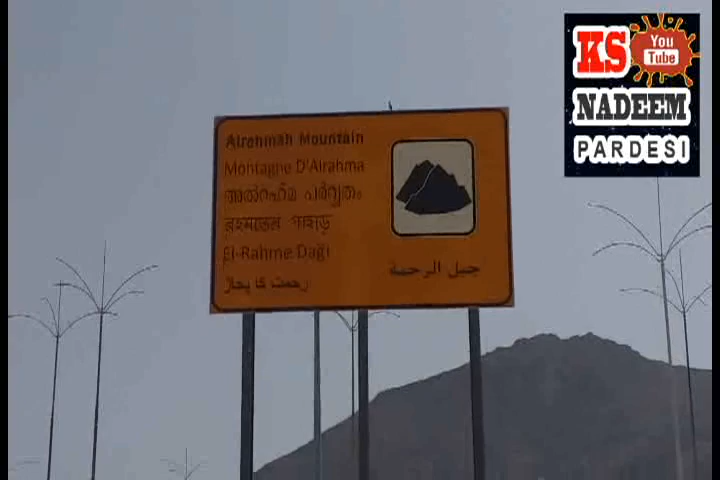 Alrehmah Mountain
Montagne D'Alrahma
അൽറഹ്മ പർവ്വതം
রহমতের পাহাড়
El-Rahme Daği
رحمت کا پہاڑ
جبل الرحمة
KS
You
Tube
NADEEM
PARDESI